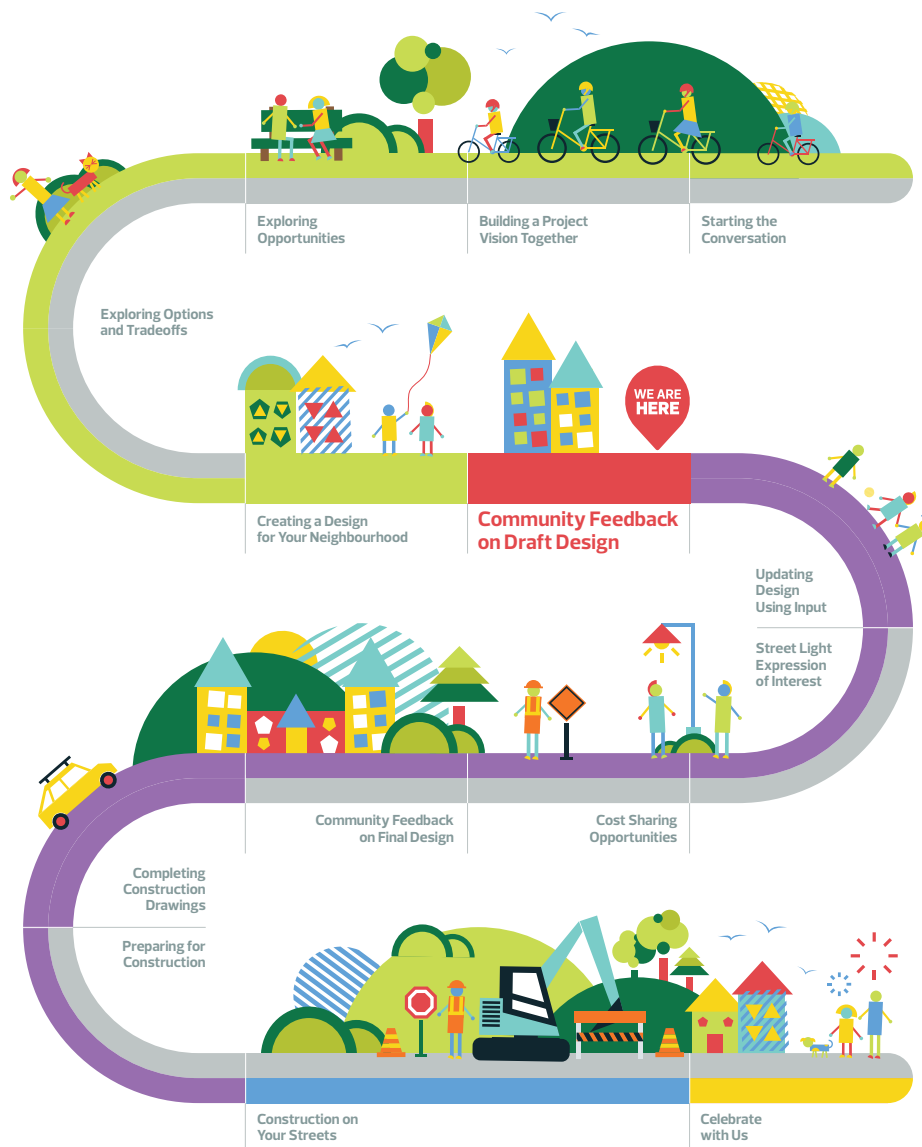 Exploring
Opportunities
Building a Project
Vision Together
Starting the
Conversation
Exploring Options
and Tradeoffs
WE ARE
HERE
Creating a Design
for Your Neighbourhood
Community Feedback
on Draft Design
Updating
Design
Using Input
Street Light
Expression
of Interest
Community Feedback
on Final Design
Cost Sharing
Opportunities
Completing
Construction
Drawings
Preparing for
Construction
Construction on
Your Streets
Celebrate
with Us